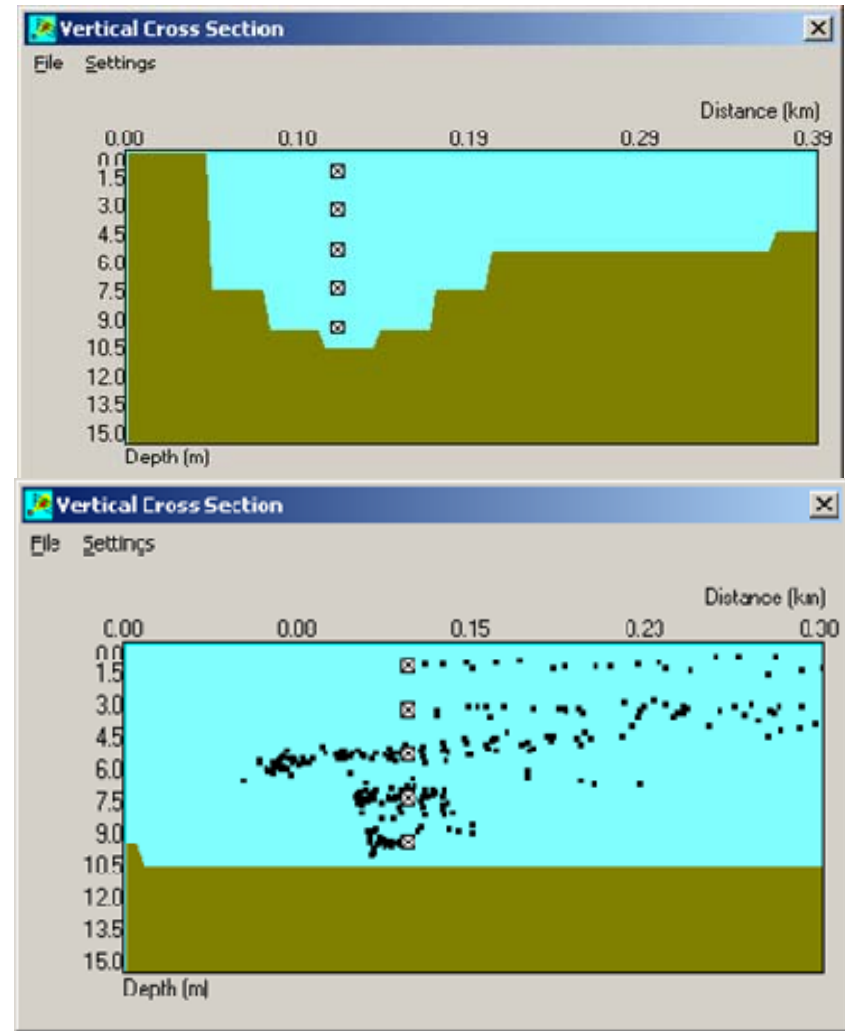 Vertical Cross Section
File Settings
Distance (km)
0.00 0.10 0.19 0.29 0.39
0.0
1.5
3.0
4.5
6.0
7.5
9.0
10.5
12.0
13.5
15.0
Depth (m)
Vertical Cross Section
File Settings
Distance (km)
0.00 0.00 0.15 0.23 0.30
0.0
1.5
3.0
4.5
6.0
7.5
9.0
10.5
12.0
13.5
15.0
Depth (m)